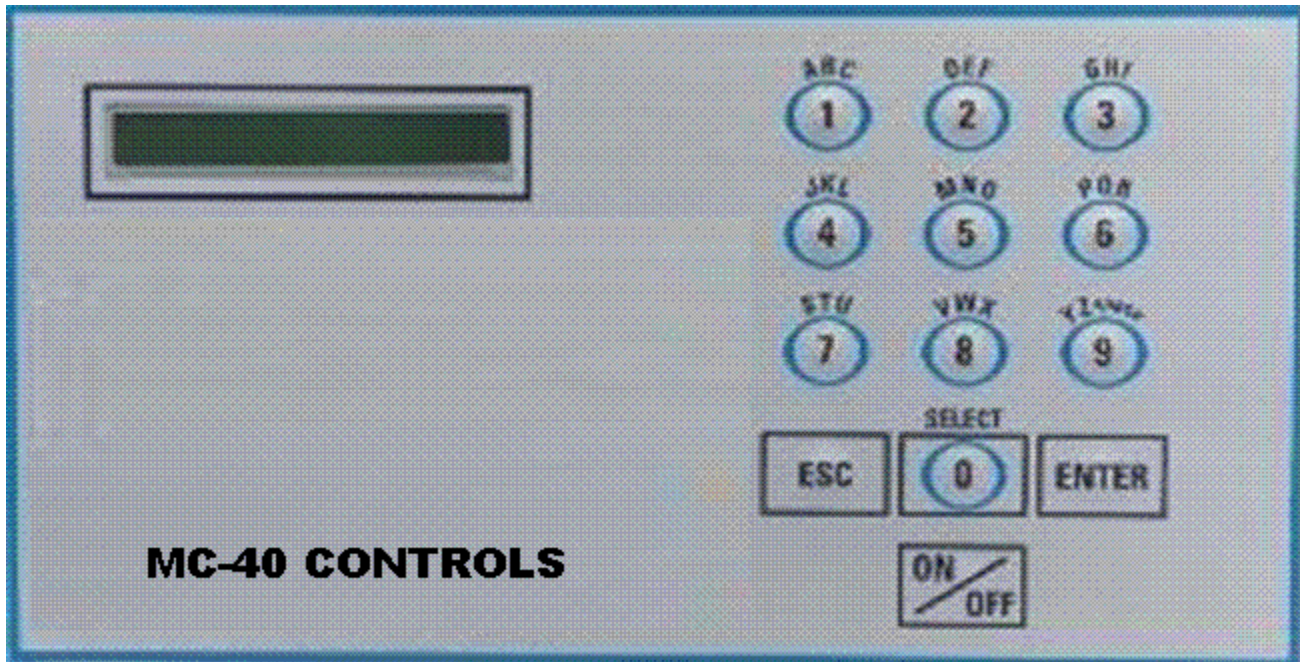 ABC DEF GHI
1 2 3
JKL MNO PQR
4 5 6
STU VWX
7 8 9
SELECT
ESC 0 ENTER
ON/OFF
MC-40 CONTROLS